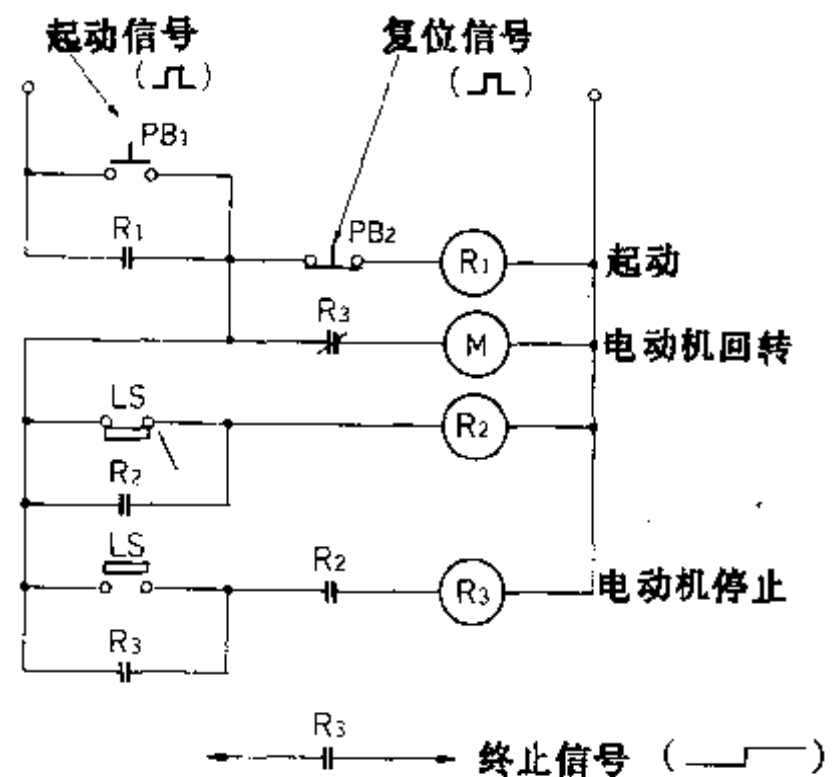 起动信号 复位信号
PB1
R1 PB2 R1 起动
R3 M 电动机回转
LS R2
R2
LS R2 R3 电动机停止
R3
R3 终止信号